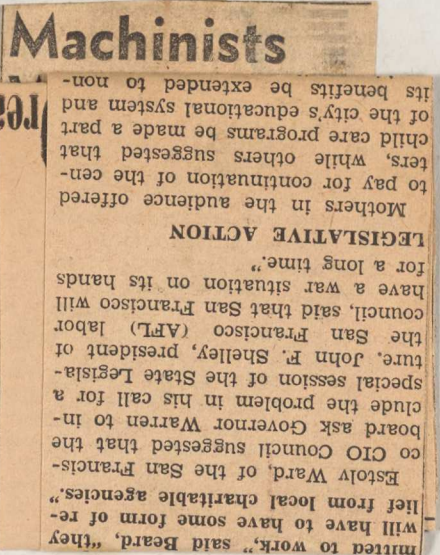 Machinists
mitted to work," said Beard, "they
will have to have some form of re-
lief from local charitable agencies."
Estolv Ward, of the San Francis-
co CIO Council suggested that the
board ask Governor Warren to in-
clude the problem in his call for a
special session of the State Legisla-
ture. John F. Shelley, president of
the San Francisco (AFL) labor
council, said that San Francisco will
have a war situation on its hands
for a long time."
LEGISLATIVE ACTION
Mothers in the audience offered
to pay for continuation of the cen-
ters, while others suggested that
child care programs be made a part
of the city's educational system and
its benefits be extended to non-